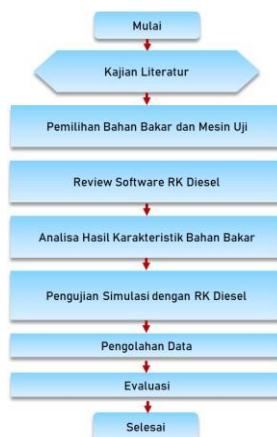 Mulai
Kajian Literatur
Pemilihan Bahan Bakar dan Mesin Uji
Review Software RK Diesel
Analisa Hasil Karakteristik Bahan Bakar
Pengujian Simulasi dengan RK Diesel
Pengolahan Data
Evaluasi
Selesai